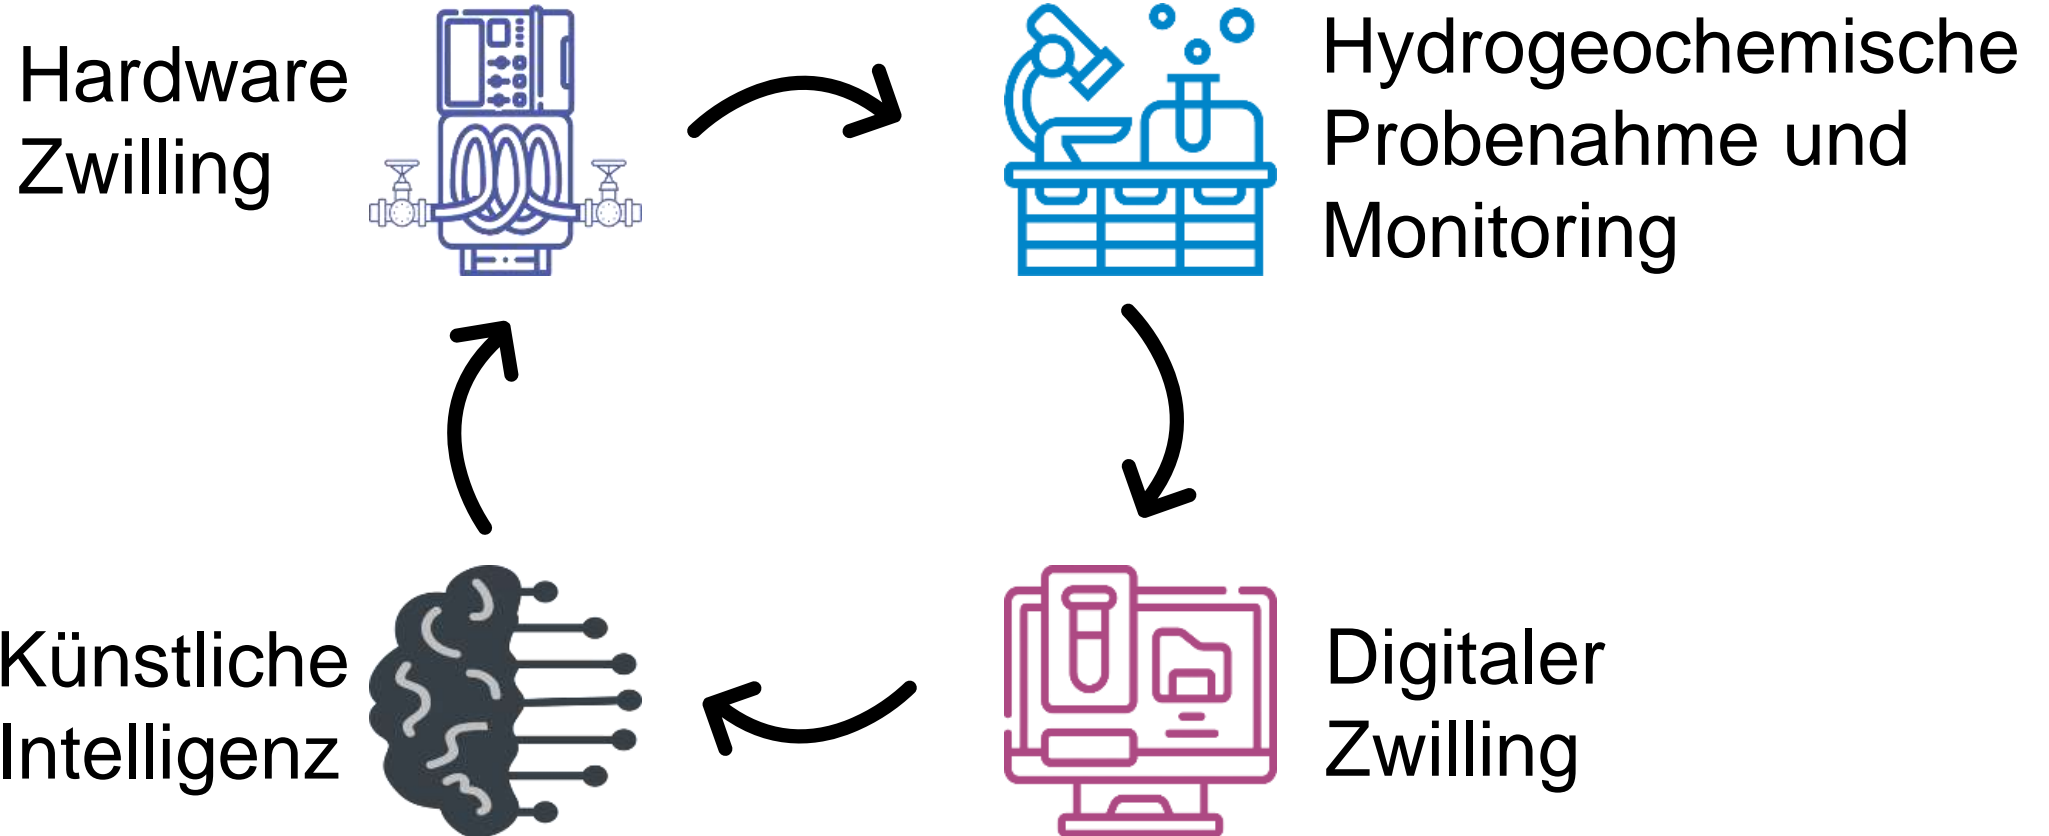 Hardware
Zwilling
Hydrogeochemische
Probenahme und
Monitoring
Künstliche
Intelligenz
Digitaler
Zwilling